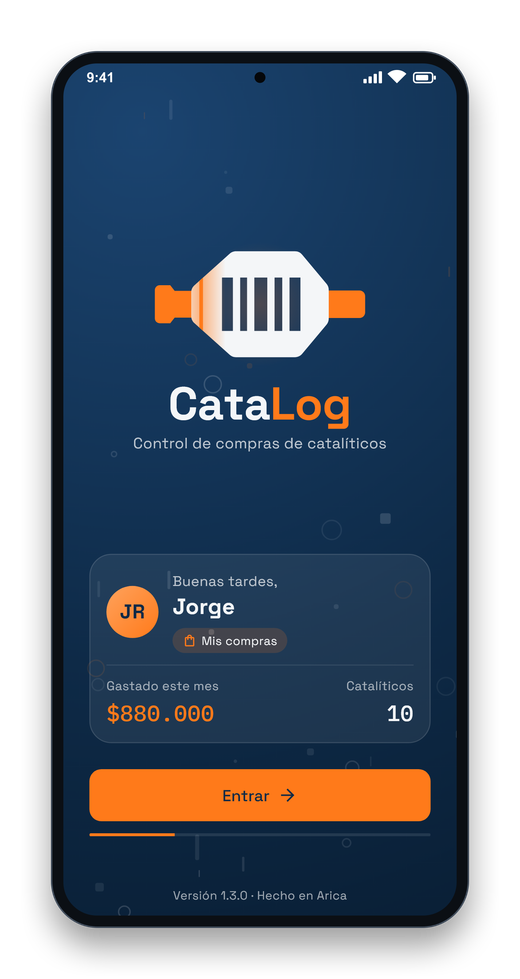 9:41
CataLog
Control de compras de catalíticos
JR
Buenas tardes,
Jorge
Mis compras
Gastado este mes
$880.000
Catalíticos
10
Entrar →
Versión 1.3.0 · Hecho en Arica